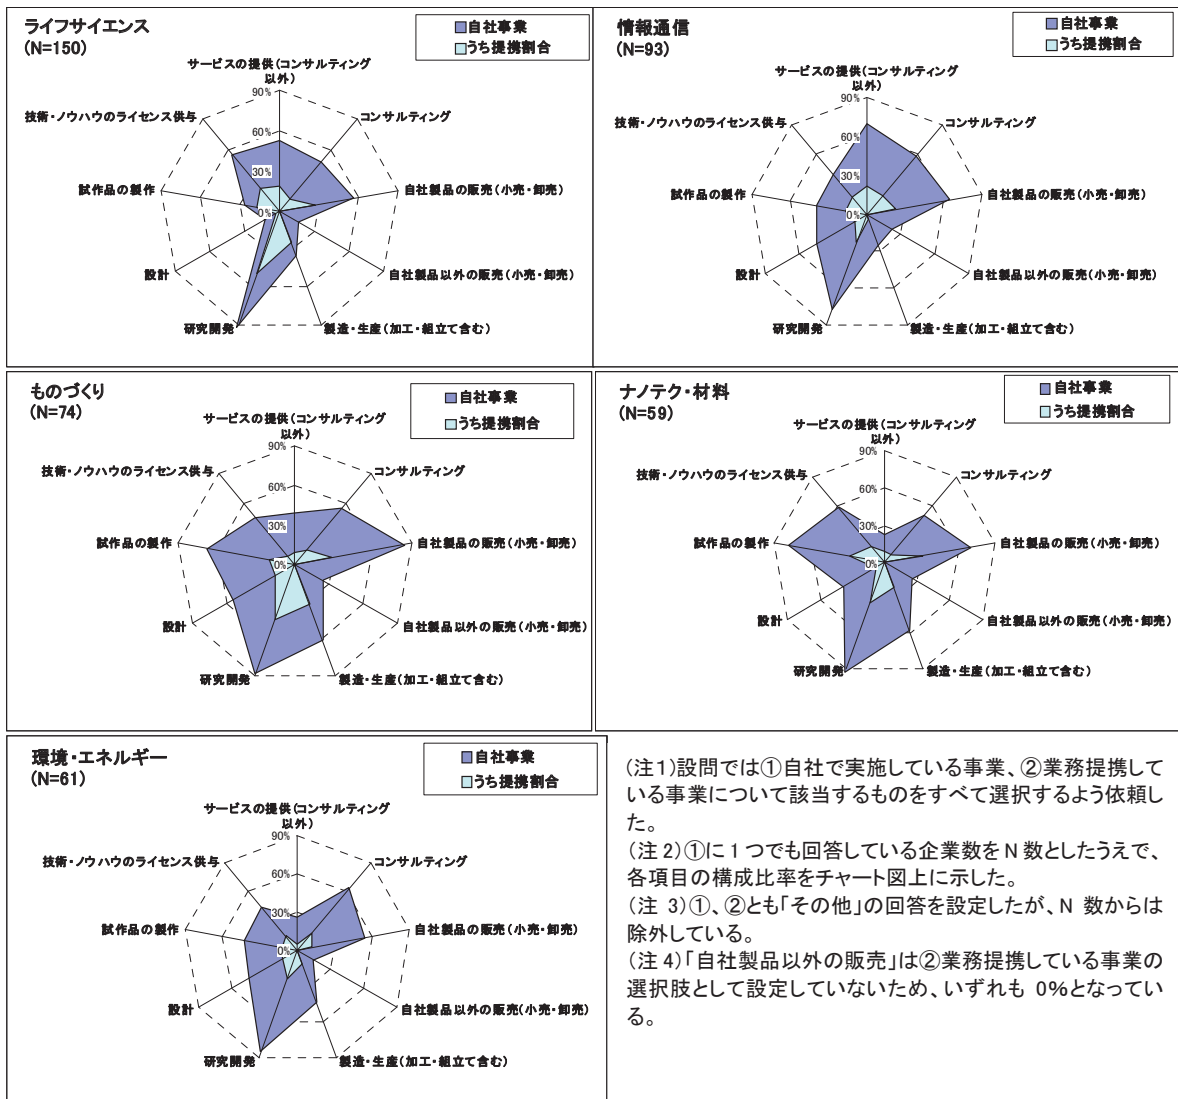 ライフサイエンス
(N=150)
自社事業
うち提携割合
サービスの提供(コンサルティング
以外)
コンサルティング
自社製品の販売(小売・卸売)
自社製品以外の販売(小売・卸売)
製造・生産(加工・組立て含む)
研究開発
設計
試作品の製作
技術・ノウハウのライセンス供与
90%
60%
30%
0%
情報通信
(N=93)
自社事業
うち提携割合
サービスの提供(コンサルティング
以外)
コンサルティング
自社製品の販売(小売・卸売)
自社製品以外の販売(小売・卸売)
製造・生産(加工・組立て含む)
研究開発
設計
試作品の製作
技術・ノウハウのライセンス供与
90%
60%
30%
0%
ものづくり
(N=74)
自社事業
うち提携割合
サービスの提供(コンサルティング
以外)
コンサルティング
自社製品の販売(小売・卸売)
自社製品以外の販売(小売・卸売)
製造・生産(加工・組立て含む)
研究開発
設計
試作品の製作
技術・ノウハウのライセンス供与
90%
60%
30%
0%
ナノテク・材料
(N=59)
自社事業
うち提携割合
サービスの提供(コンサルティング
以外)
コンサルティング
自社製品の販売(小売・卸売)
自社製品以外の販売(小売・卸売)
製造・生産(加工・組立て含む)
研究開発
設計
試作品の製作
技術・ノウハウのライセンス供与
90%
60%
30%
0%
環境・エネルギー
(N=61)
自社事業
うち提携割合
サービスの提供(コンサルティング
以外)
コンサルティング
自社製品の販売(小売・卸売)
自社製品以外の販売(小売・卸売)
製造・生産(加工・組立て含む)
研究開発
設計
試作品の製作
技術・ノウハウのライセンス供与
90%
60%
30%
0%
(注1)設問では①自社で実施している事業、②業務提携して
いる事業について該当するものをすべて選択するよう依頼し
た。
(注 2)①に 1 つでも回答している企業数を N 数としたうえで、
各項目の構成比率をチャート図上に示した。
(注 3)①、②とも「その他」の回答を設定したが、N 数からは
除外している。
(注 4)「自社製品以外の販売」は②業務提携している事業の
選択肢として設定していないため、いずれも 0%となってい
る。